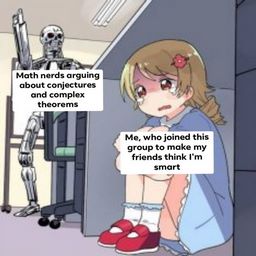 Math nerds arguing
about conjectures
and complex
theorems
Me, who joined this
group to make my
friends think I'm
smart